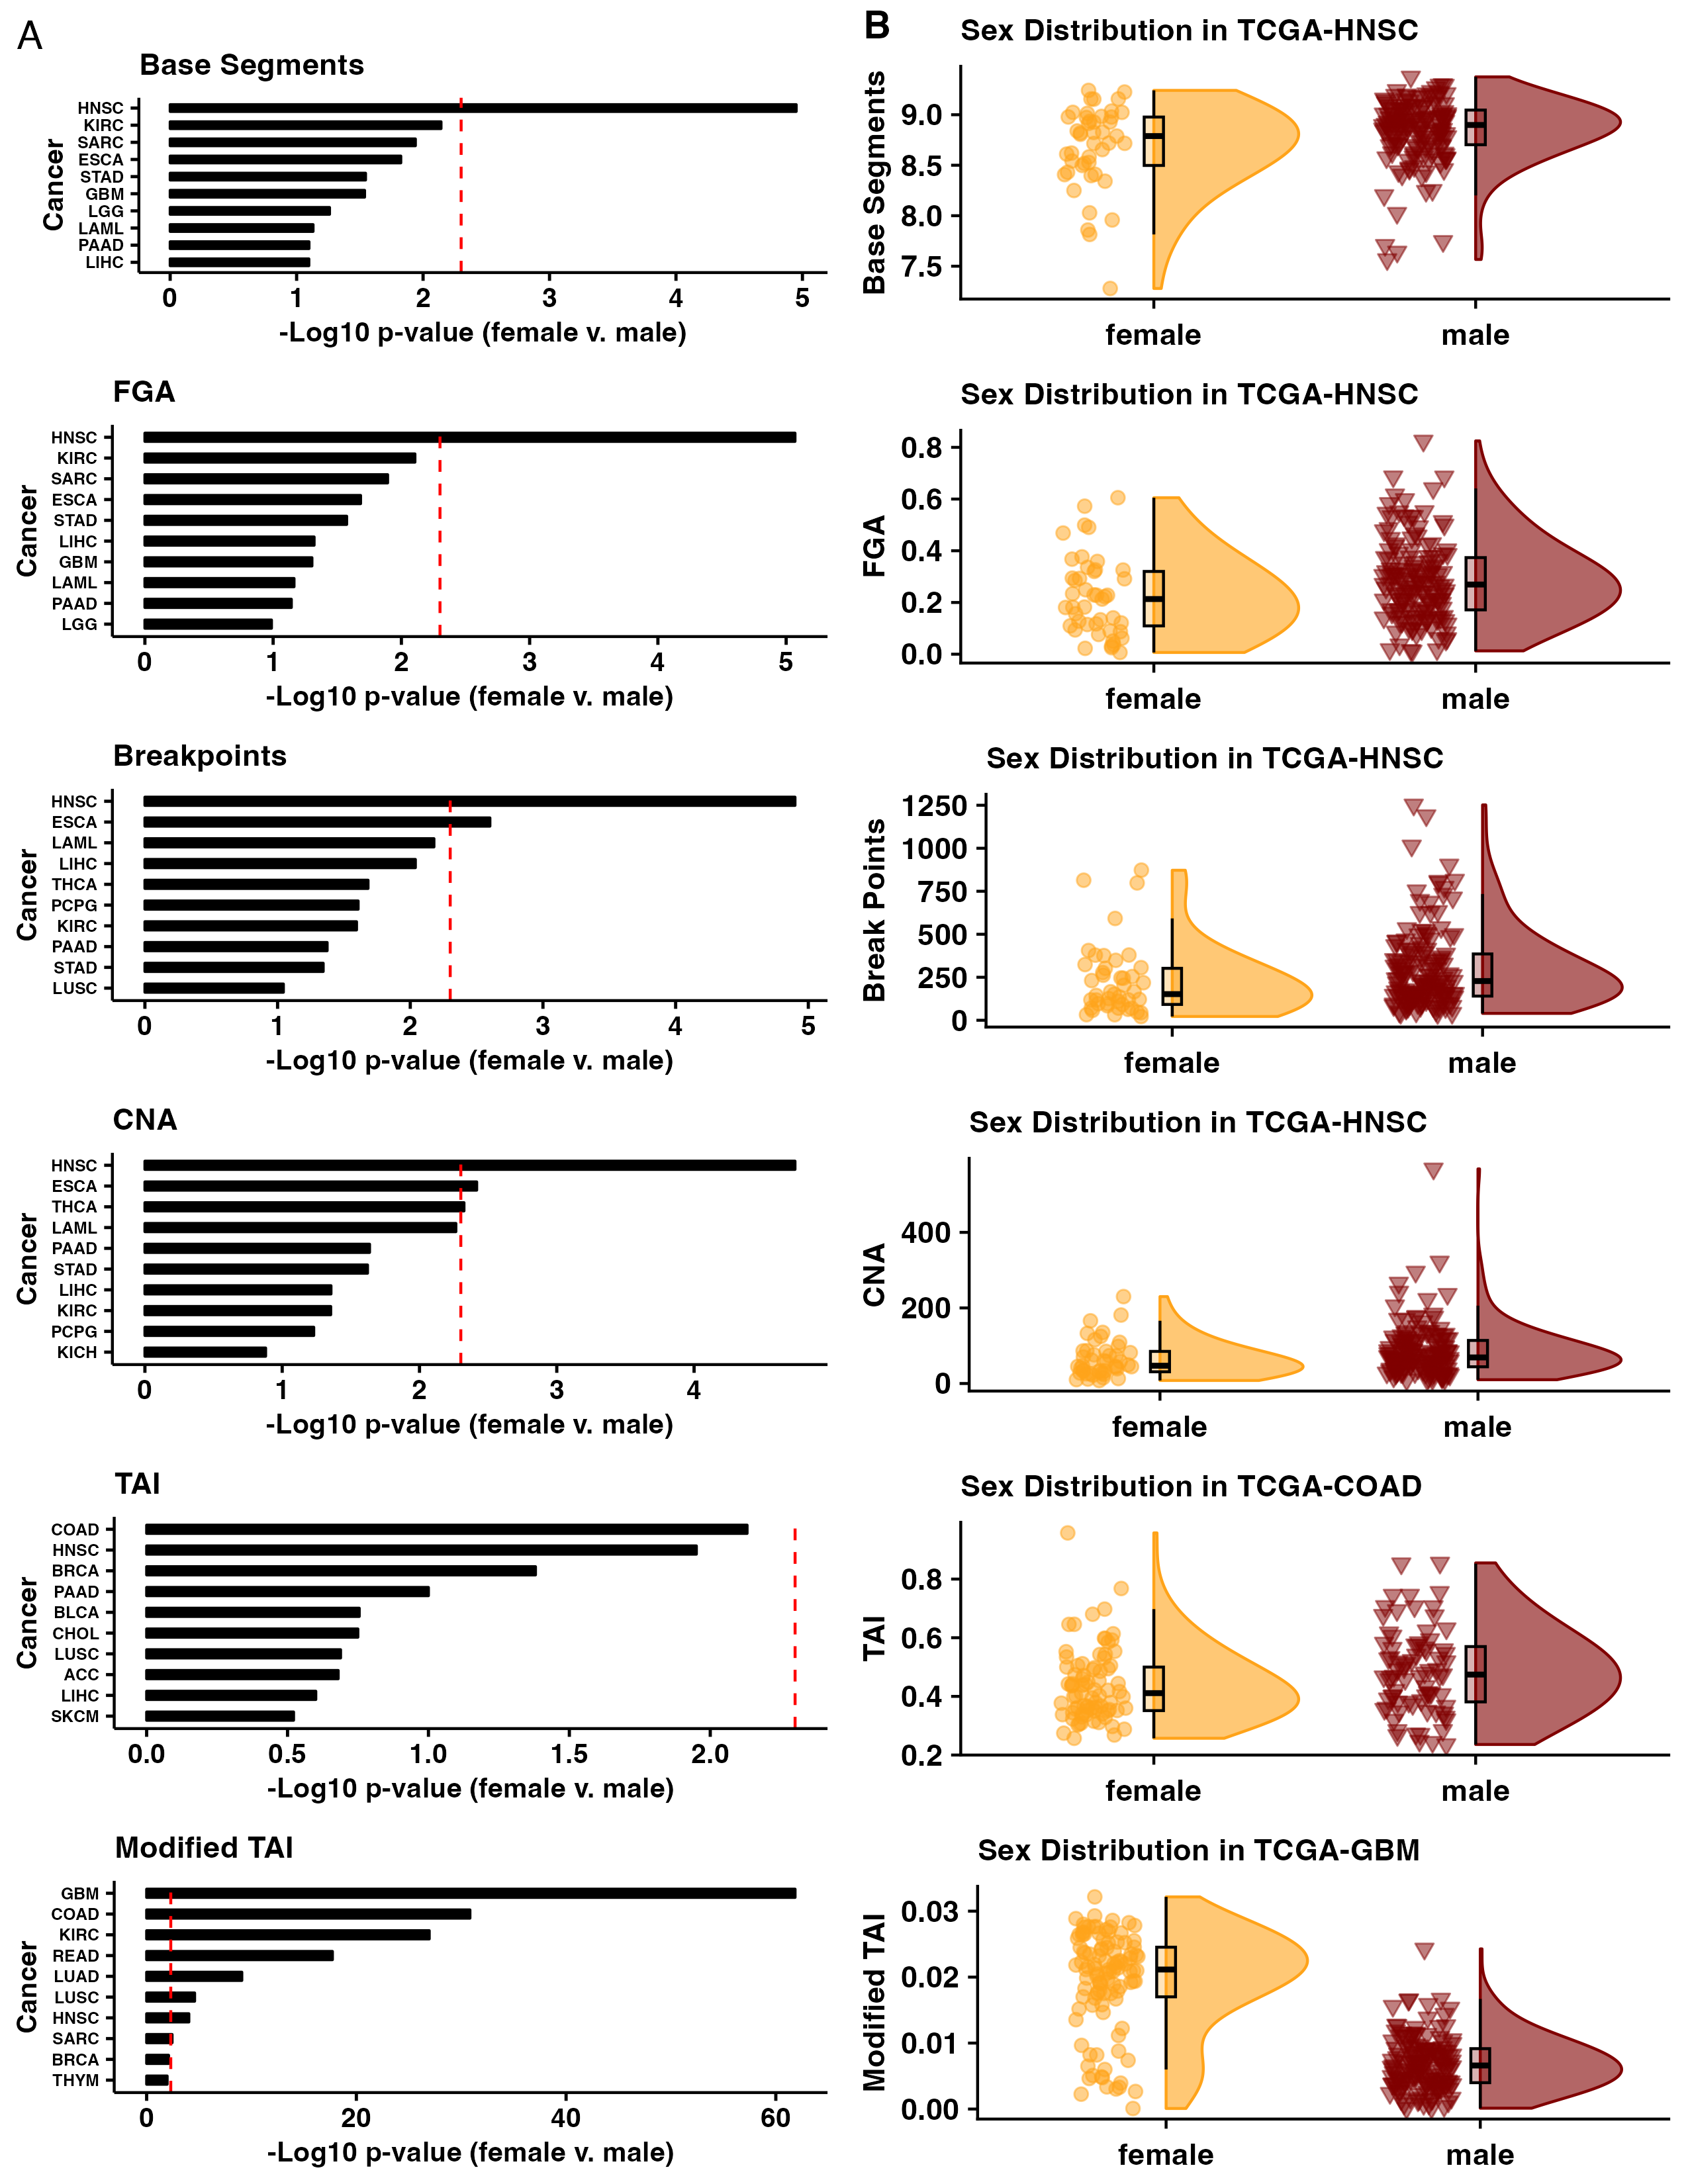 A
Base Segments
Cancer
HNSC
KIRC
SARC
ESCA
STAD
GBM
LGG
LAML
PAAD
LIHC
0 1 2 3 4 5
-Log10 p-value (female v. male)
FGA
Cancer
HNSC
KIRC
SARC
ESCA
STAD
LIHC
GBM
LAML
PAAD
LGG
0 1 2 3 4 5
-Log10 p-value (female v. male)
Breakpoints
Cancer
HNSC
ESCA
LAML
LIHC
THCA
PCPG
KIRC
PAAD
STAD
LUSC
0 1 2 3 4 5
-Log10 p-value (female v. male)
CNA
Cancer
HNSC
ESCA
THCA
LAML
PAAD
STAD
LIHC
KIRC
PCPG
KICH
0 1 2 3 4
-Log10 p-value (female v. male)
TAI
Cancer
COAD
HNSC
BRCA
PAAD
BLCA
CHOL
LUSC
ACC
LIHC
SKCM
0.0 0.5 1.0 1.5 2.0
-Log10 p-value (female v. male)
Modified TAI
Cancer
GBM
COAD
KIRC
READ
LUAD
LUSC
HNSC
SARC
BRCA
THYM
0 20 40 60
-Log10 p-value (female v. male)
B
Sex Distribution in TCGA-HNSC
Base Segments
9.0
8.5
8.0
7.5
female male
Sex Distribution in TCGA-HNSC
FGA
0.8
0.6
0.4
0.2
0.0
female male
Sex Distribution in TCGA-HNSC
Break Points
1250
1000
750
500
250
0
female male
Sex Distribution in TCGA-HNSC
CNA
400
200
0
female male
Sex Distribution in TCGA-COAD
TAI
0.8
0.6
0.4
0.2
female male
Sex Distribution in TCGA-GBM
Modified TAI
0.03
0.02
0.01
0.00
female male